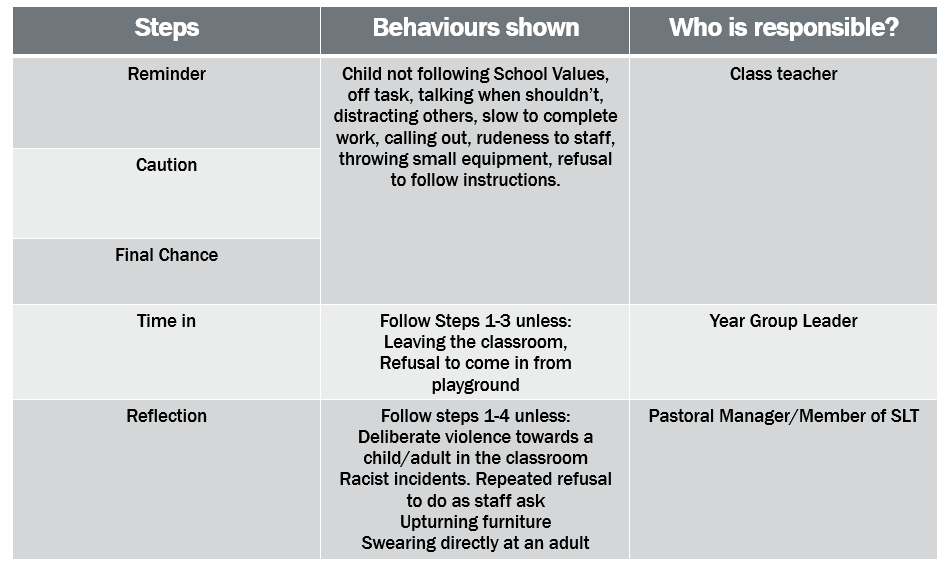 Steps
Behaviours shown
Who is responsible?
Reminder
Child not following School Values,
off task, talking when shouldn't,
distracting others, slow to complete
work, calling out, rudeness to staff,
throwing small equipment, refusal
to follow instructions.
Class teacher
Caution
Final Chance
Time in
Follow Steps 1-3 unless:
Leaving the classroom,
Refusal to come in from
playground
Year Group Leader
Reflection
Follow steps 1-4 unless:
Deliberate violence towards a
child/adult in the classroom
Racist incidents. Repeated refusal
to do as staff ask
Upturning furniture
Swearing directly at an adult
Pastoral Manager/Member of SLT